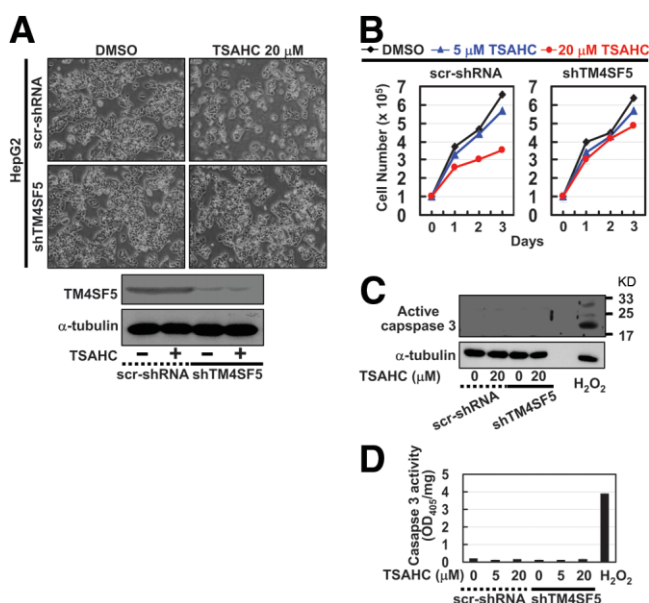 A
DMSO
TSAHC 20 μM
HepG2
scr-shRNA
shTM4SF5
TM4SF5
α-tubulin
TSAHC
− + − +
scr-shRNA shTM4SF5
B
DMSO 5 μM TSAHC 20 μM TSAHC
scr-shRNA
shTM4SF5
Cell Number (x 10⁵)
7
6
5
4
3
2
1
0
0 1 2 3
7
6
5
4
3
2
1
0
0 1 2 3
Days
C
KD
33
25
17
Active
capspase 3
α-tubulin
TSAHC (μM) 0 20 0 20 H₂O₂
scr-shRNA
shTM4SF5
D
Casapse 3 activity
(OD₄₀₅/mg)
5
4
3
2
1
0
TSAHC (μM) 0 5 20 0 5 20 H₂O₂
scr-shRNA shTM4SF5